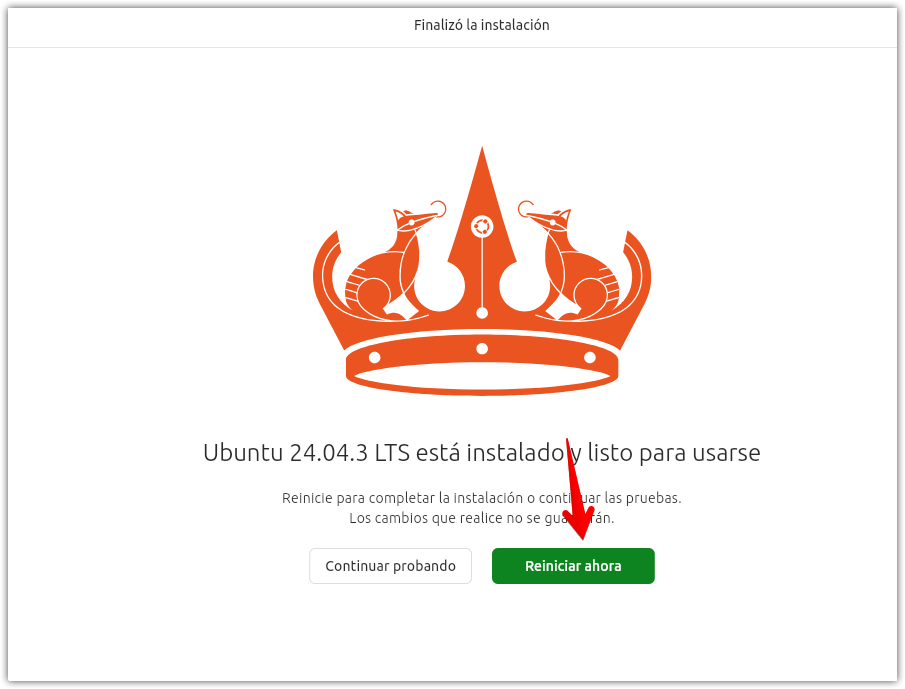 Finalizó la instalación
Ubuntu 24.04.3 LTS está instalado y listo para usarse
Reinicie para completar la instalación o continuar las pruebas.
Los cambios que realice no se guardarán.
Continuar probando
Reiniciar ahora